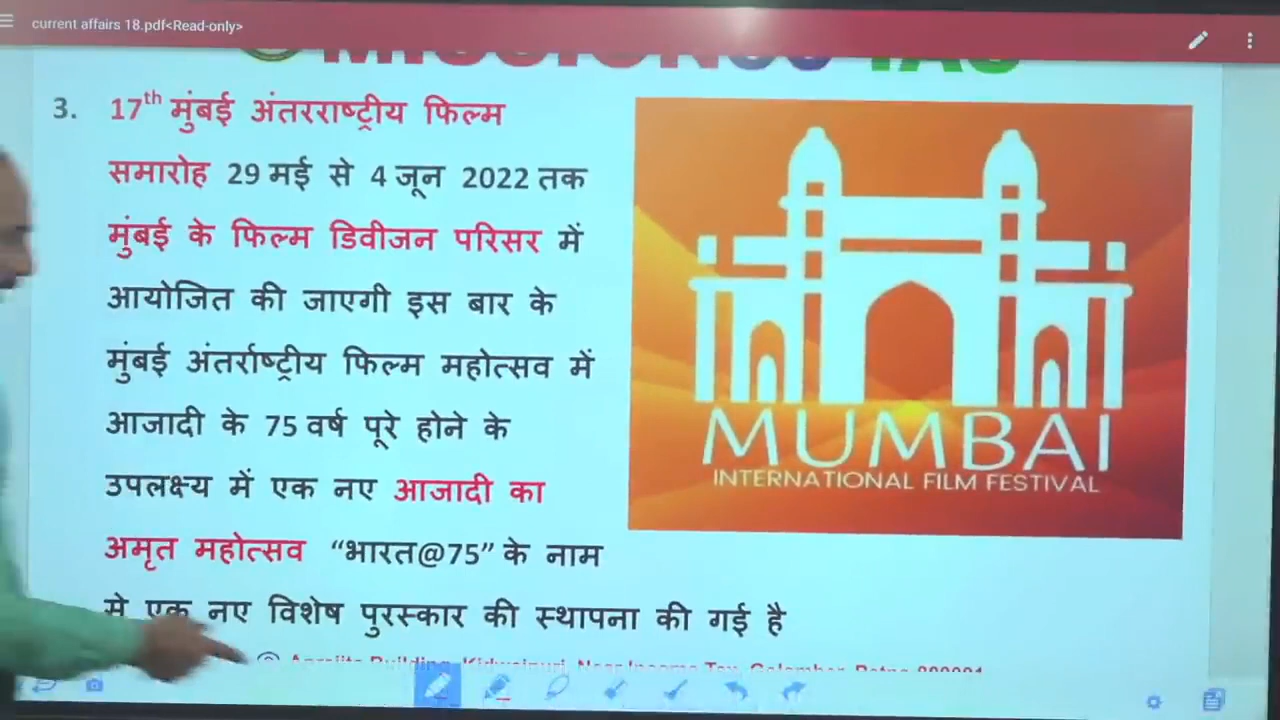 current affairs 18.pdf<Read-only>
3. 17th मुंबई अंतरराष्ट्रीय फिल्म
समारोह 29 मई से 4 जून 2022 तक
मुंबई के फिल्म डिवीजन परिसर में
आयोजित की जाएगी इस बार के
मुंबई अंतर्राष्ट्रीय फिल्म महोत्सव में
आजादी के 75 वर्ष पूरे होने के
उपलक्ष्य में एक नए आजादी का
अमृत महोत्सव “भारत@75” के नाम
से एक नए विशेष पुरस्कार की स्थापना की गई है
MUMBAI
INTERNATIONAL FILM FESTIVAL